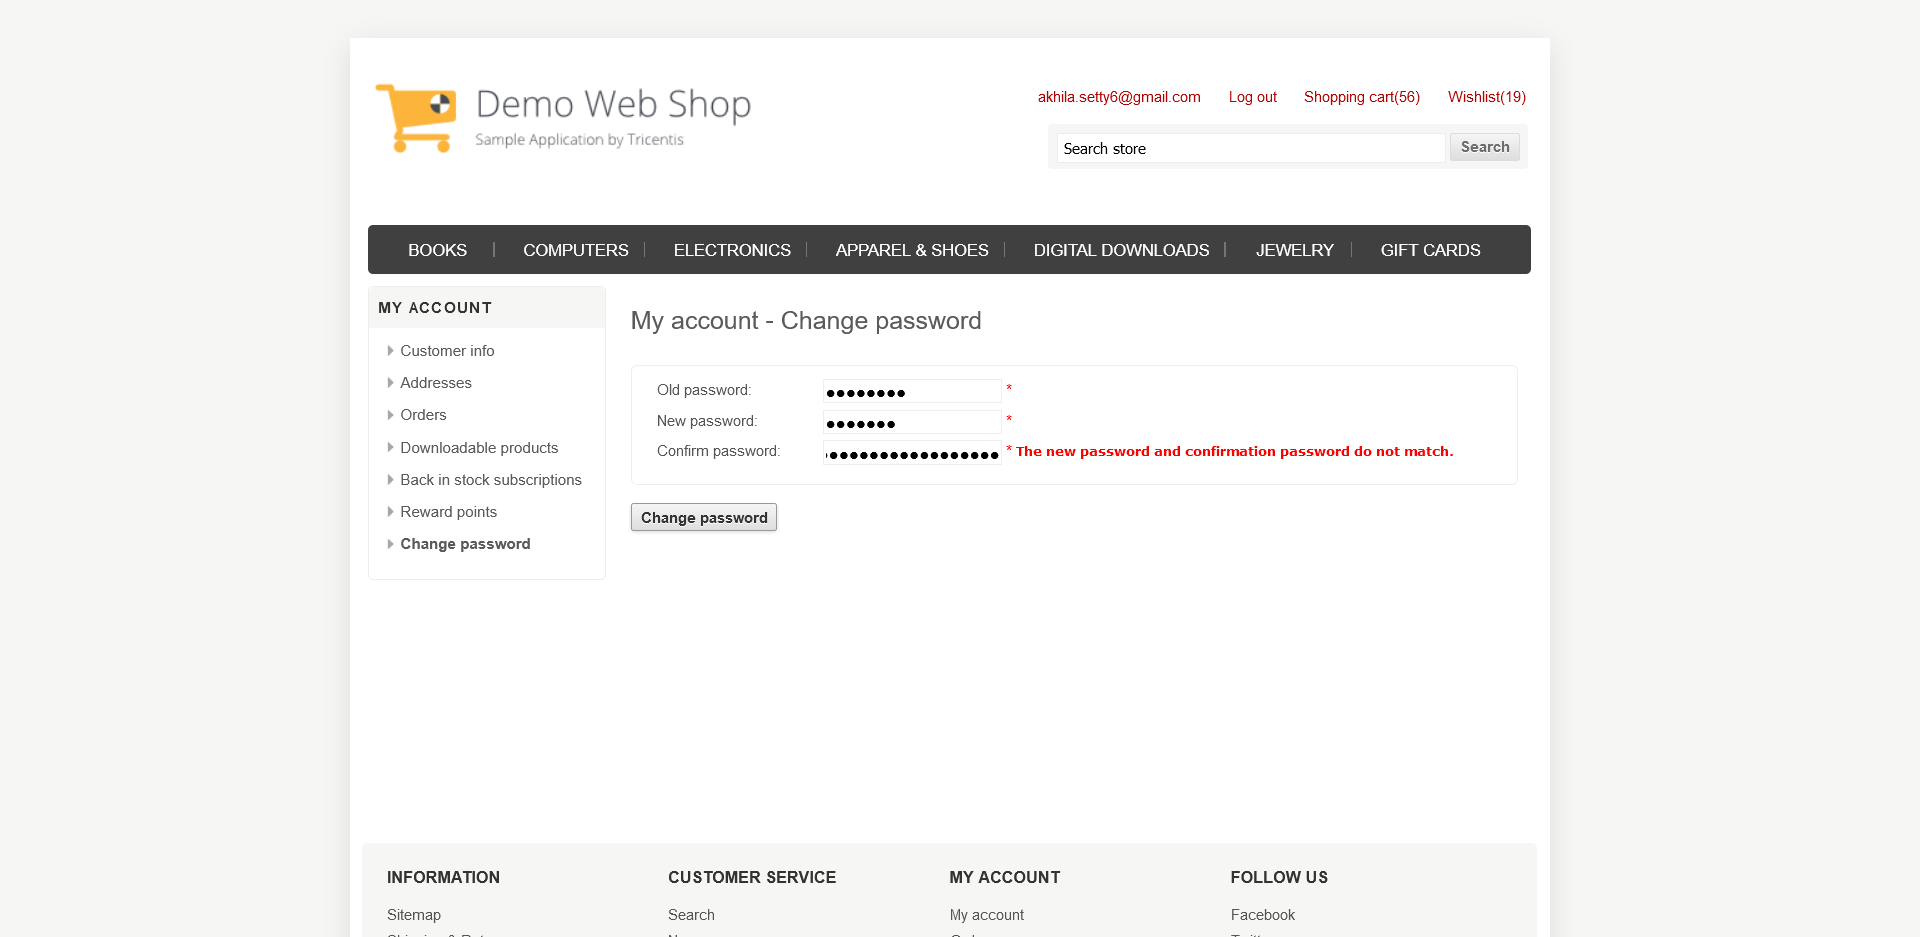 Demo Web Shop
Sample Application by Tricentis
akhila.setty6@gmail.com Log out Shopping cart(56) Wishlist(19)
Search store Search
BOOKS COMPUTERS ELECTRONICS APPAREL & SHOES DIGITAL DOWNLOADS JEWELRY GIFT CARDS
MY ACCOUNT
Customer info
Addresses
Orders
Downloadable products
Back in stock subscriptions
Reward points
Change password
My account - Change password
Old password: *
New password: *
Confirm password: * The new password and confirmation password do not match.
Change password
INFORMATION CUSTOMER SERVICE MY ACCOUNT FOLLOW US
Sitemap Search My account Facebook